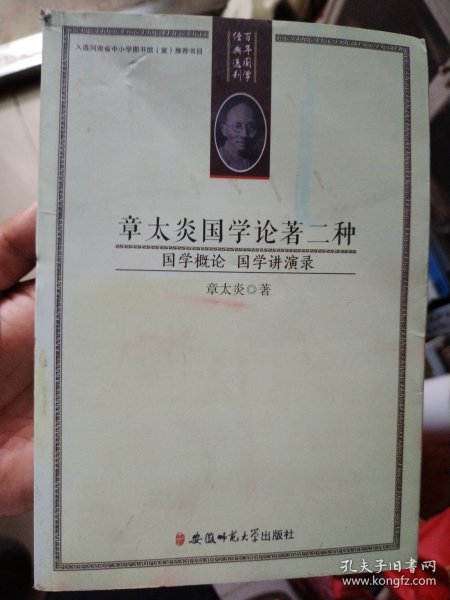 入选河南省中小学图书馆（室）推荐书目
百年国学
经典选刊
章太炎国学论著二种
国学概论 国学讲演录
章太炎◎著
安徽师范大学出版社
孔夫子旧书网
www.kongfz.com